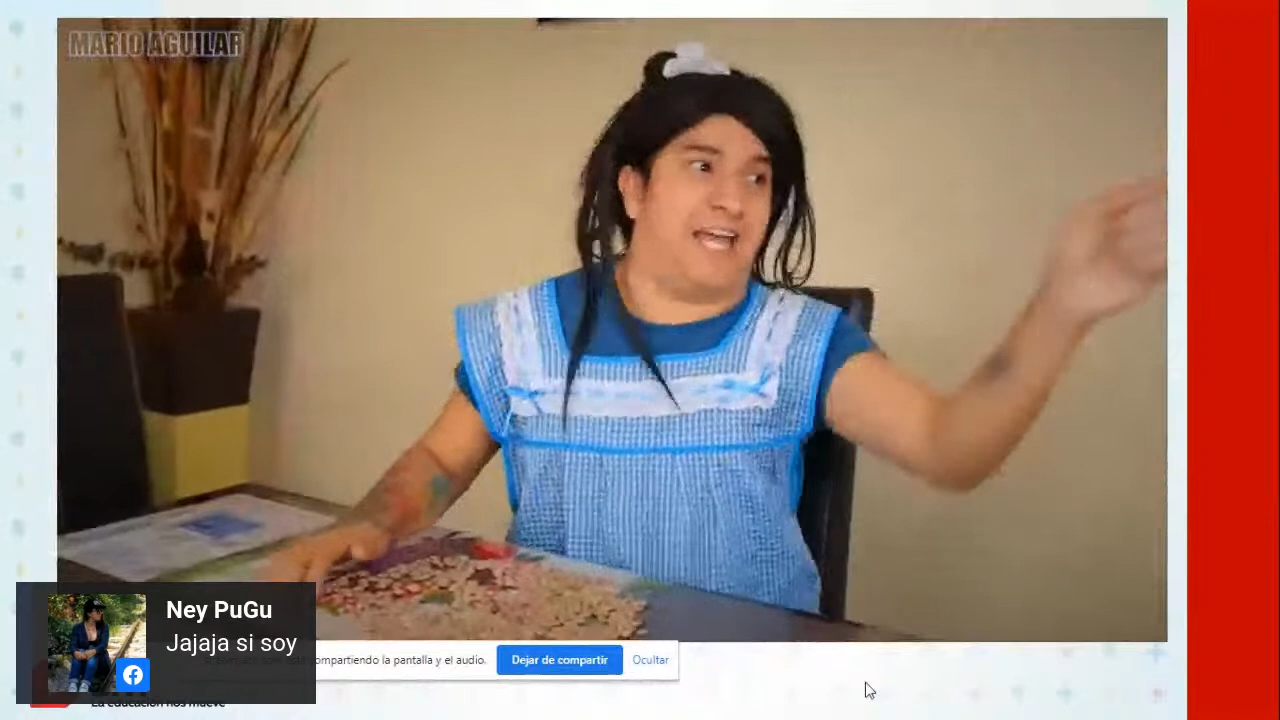 MARIO AGUILAR
Ney PuGu
Jajaja si soy
compartiendo la pantalla y el audio.
Dejar de compartir
Ocultar
La educación nos mueve